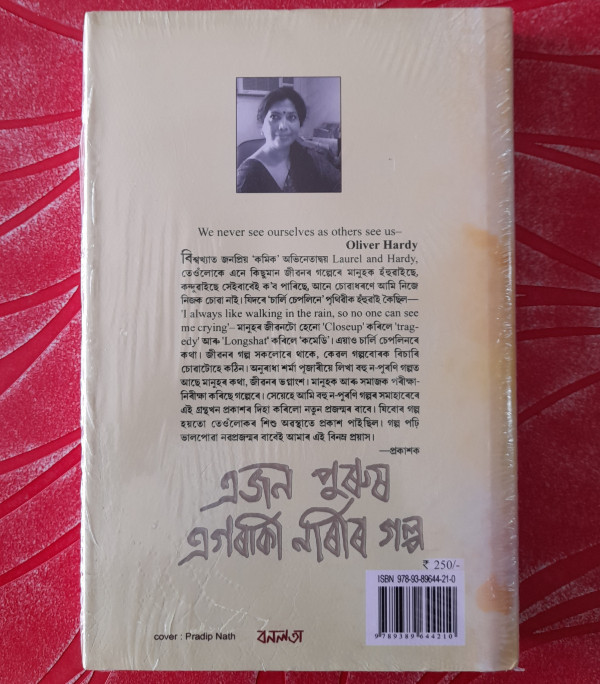 We never see ourselves as others see us–
Oliver Hardy
বিশ্বখ্যাত জনপ্ৰিয় 'কমিক' অভিনেতাদ্বয় Laurel and Hardy,
তেওঁলোকে এনে কিছুমান জীৱনৰ গল্পেৰে মানুহক হঁহুৱাইছে,
কন্দুৱাইছে সেইবাবেই ক'ব পাৰিছে, আনে চোৱাধৰণে আমি নিজে
নিজক চোৱা নাই। যিদৰে 'চাৰ্লি চেপলিনে' পৃথিৱীক হঁহুৱাই কৈছিল—
'I always like walking in the rain, so no one can see
me crying'– মানুহৰ জীৱনটো হেনো 'Closeup' কৰিলে 'trag-
edy' আৰু 'Longshat' কৰিলে 'কমেডি'। এয়াও চাৰ্লি চেপলিনৰে
কথা। জীৱনৰ গল্প সকলোৰে থাকে, কেৱল গল্পবোৰক বিচাৰি
চোৱাটোহে কঠিন। অনুৰাধা শৰ্মা পূজাৰীয়ে লিখা বহু ন-পুৰণি গল্পত
আছে মানুহৰ কথা, জীৱনৰ ভগ্নাংশ। মানুহক আৰু সমাজক পৰীক্ষা-
নিৰীক্ষা কৰিছে গল্পেৰে। সেয়েহে আমি বহু ন-পুৰণি গল্পৰ সমাহাৰেৰে
এই গ্ৰন্থখন প্ৰকাশৰ দিহা কৰিলো নতুন প্ৰজন্মৰ বাবে। যিবোৰ গল্প
হয়তো তেওঁলোকৰ শিশু অৱস্থাতে প্ৰকাশ পাইছিল। গল্প পঢ়ি
ভালপোৱা নৱপ্ৰজন্মৰ বাবেই আমাৰ এই বিনম্ৰ প্ৰয়াস।
—প্ৰকাশক
এজন পুৰুষ
এগৰাকী নাৰীৰ গল্প
₹ 250/-
ISBN 978-93-89644-21-0
9 789389 644210
cover : Pradip Nath
বনলতা